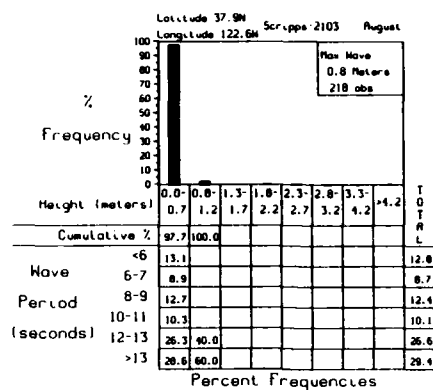 Latitude 37.9N
Longitude 122.6W
Scripps-2103 August
Max Wave
0.8 Meters
218 obs
100
90
80
70
60
50
40
30
20
10
0
%
Frequency
Height (meters) 0.0-0.7 0.8-1.2 1.3-1.7 1.8-2.2 2.3-2.7 2.8-3.2 3.3-4.2 >4.2 TOTAL
Cumulative % 97.7 100.0
Wave Period (seconds)
<6 13.1 12.8
6-7 8.9 8.7
8-9 12.7 12.4
10-11 10.3 10.1
12-13 26.3 40.0 26.6
>13 28.6 60.0 29.4
Percent Frequencies